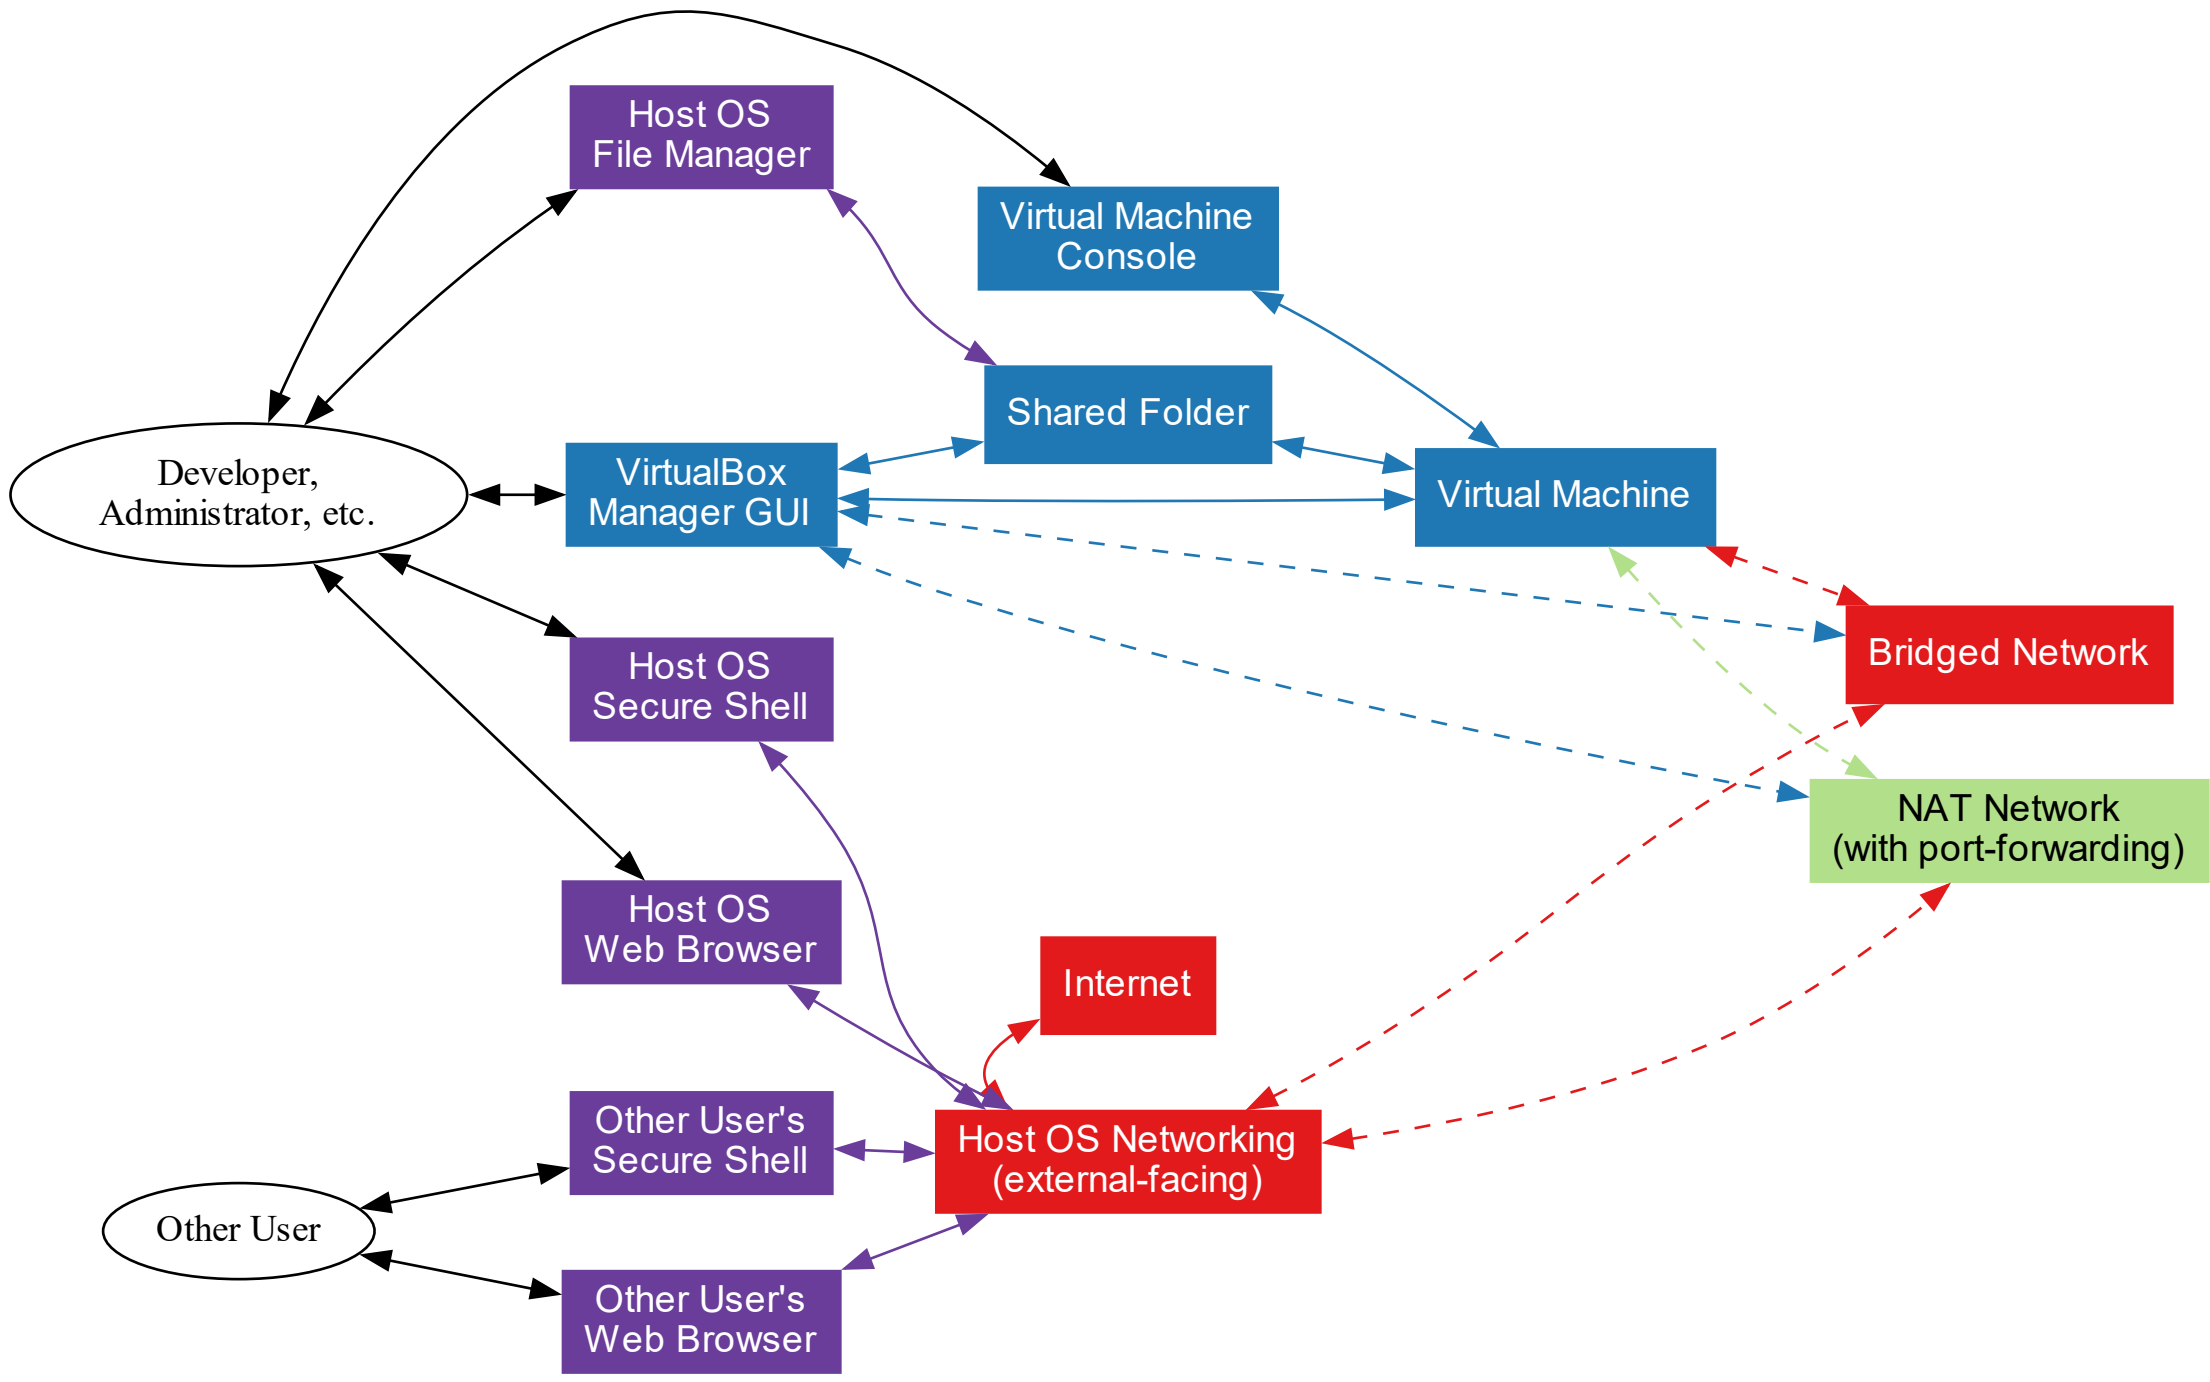 Host OS
File Manager
Virtual Machine
Console
Shared Folder
Developer,
Administrator, etc.
VirtualBox
Manager GUI
Virtual Machine
Host OS
Secure Shell
Bridged Network
NAT Network
(with port-forwarding)
Host OS
Web Browser
Internet
Other User's
Secure Shell
Host OS Networking
(external-facing)
Other User
Other User's
Web Browser